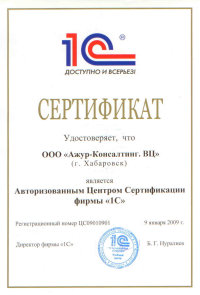 1С
ДОСТУПНО И ВСЕРЬЕЗ!
СЕРТИФИКАТ
Удостоверяет, что
ООО «Ажур-Консалтинг. ВЦ»
(г. Хабаровск)
является
Авторизованным Центром Сертификации
фирмы «1С»
Регистрационный номер ЦС09010901
9 января 2009 г.
Директор фирмы «1С»
Б. Г. Нуралиев
1С